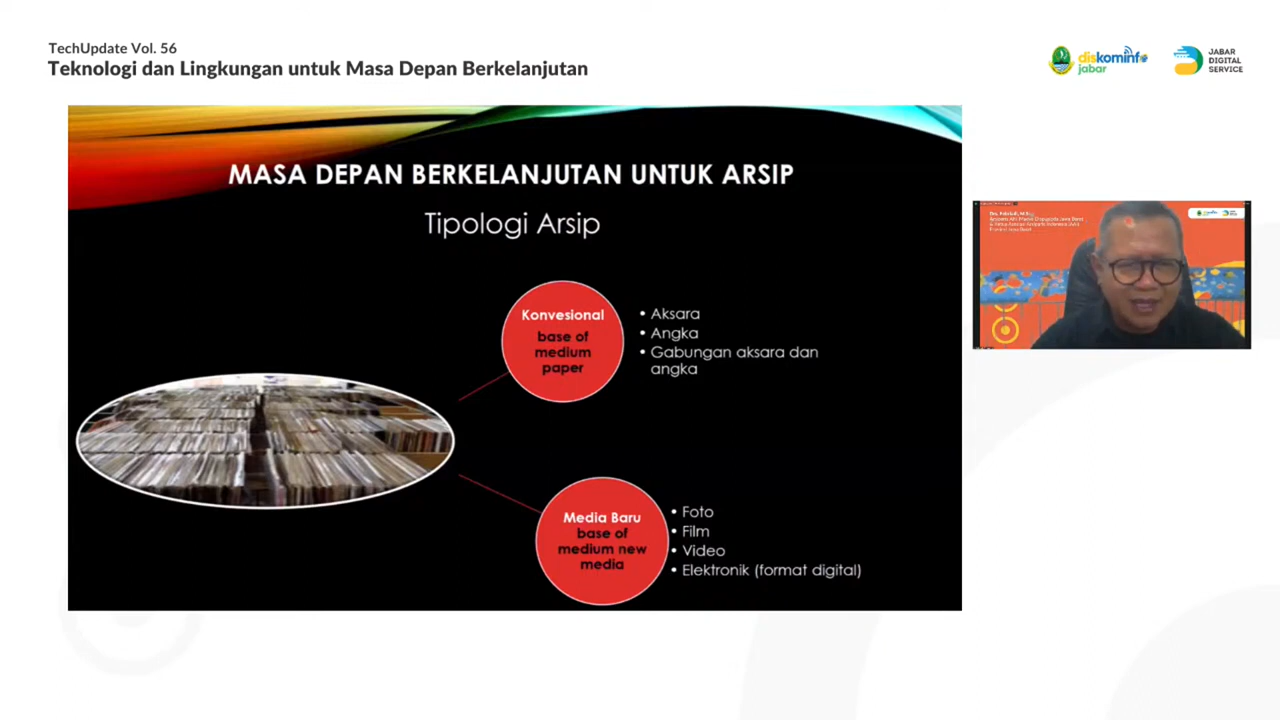 TechUpdate Vol. 56
Teknologi dan Lingkungan untuk Masa Depan Berkelanjutan
diskominfo
jabar
JABAR
DIGITAL
SERVICE
MASA DEPAN BERKELANJUTAN UNTUK ARSIP
Tipologi Arsip
Konvesional
base of
medium
paper
• Aksara
• Angka
• Gabungan aksara dan
angka
Media Baru
base of
medium new
media
• Foto
• Film
• Video
• Elektronik (format digital)